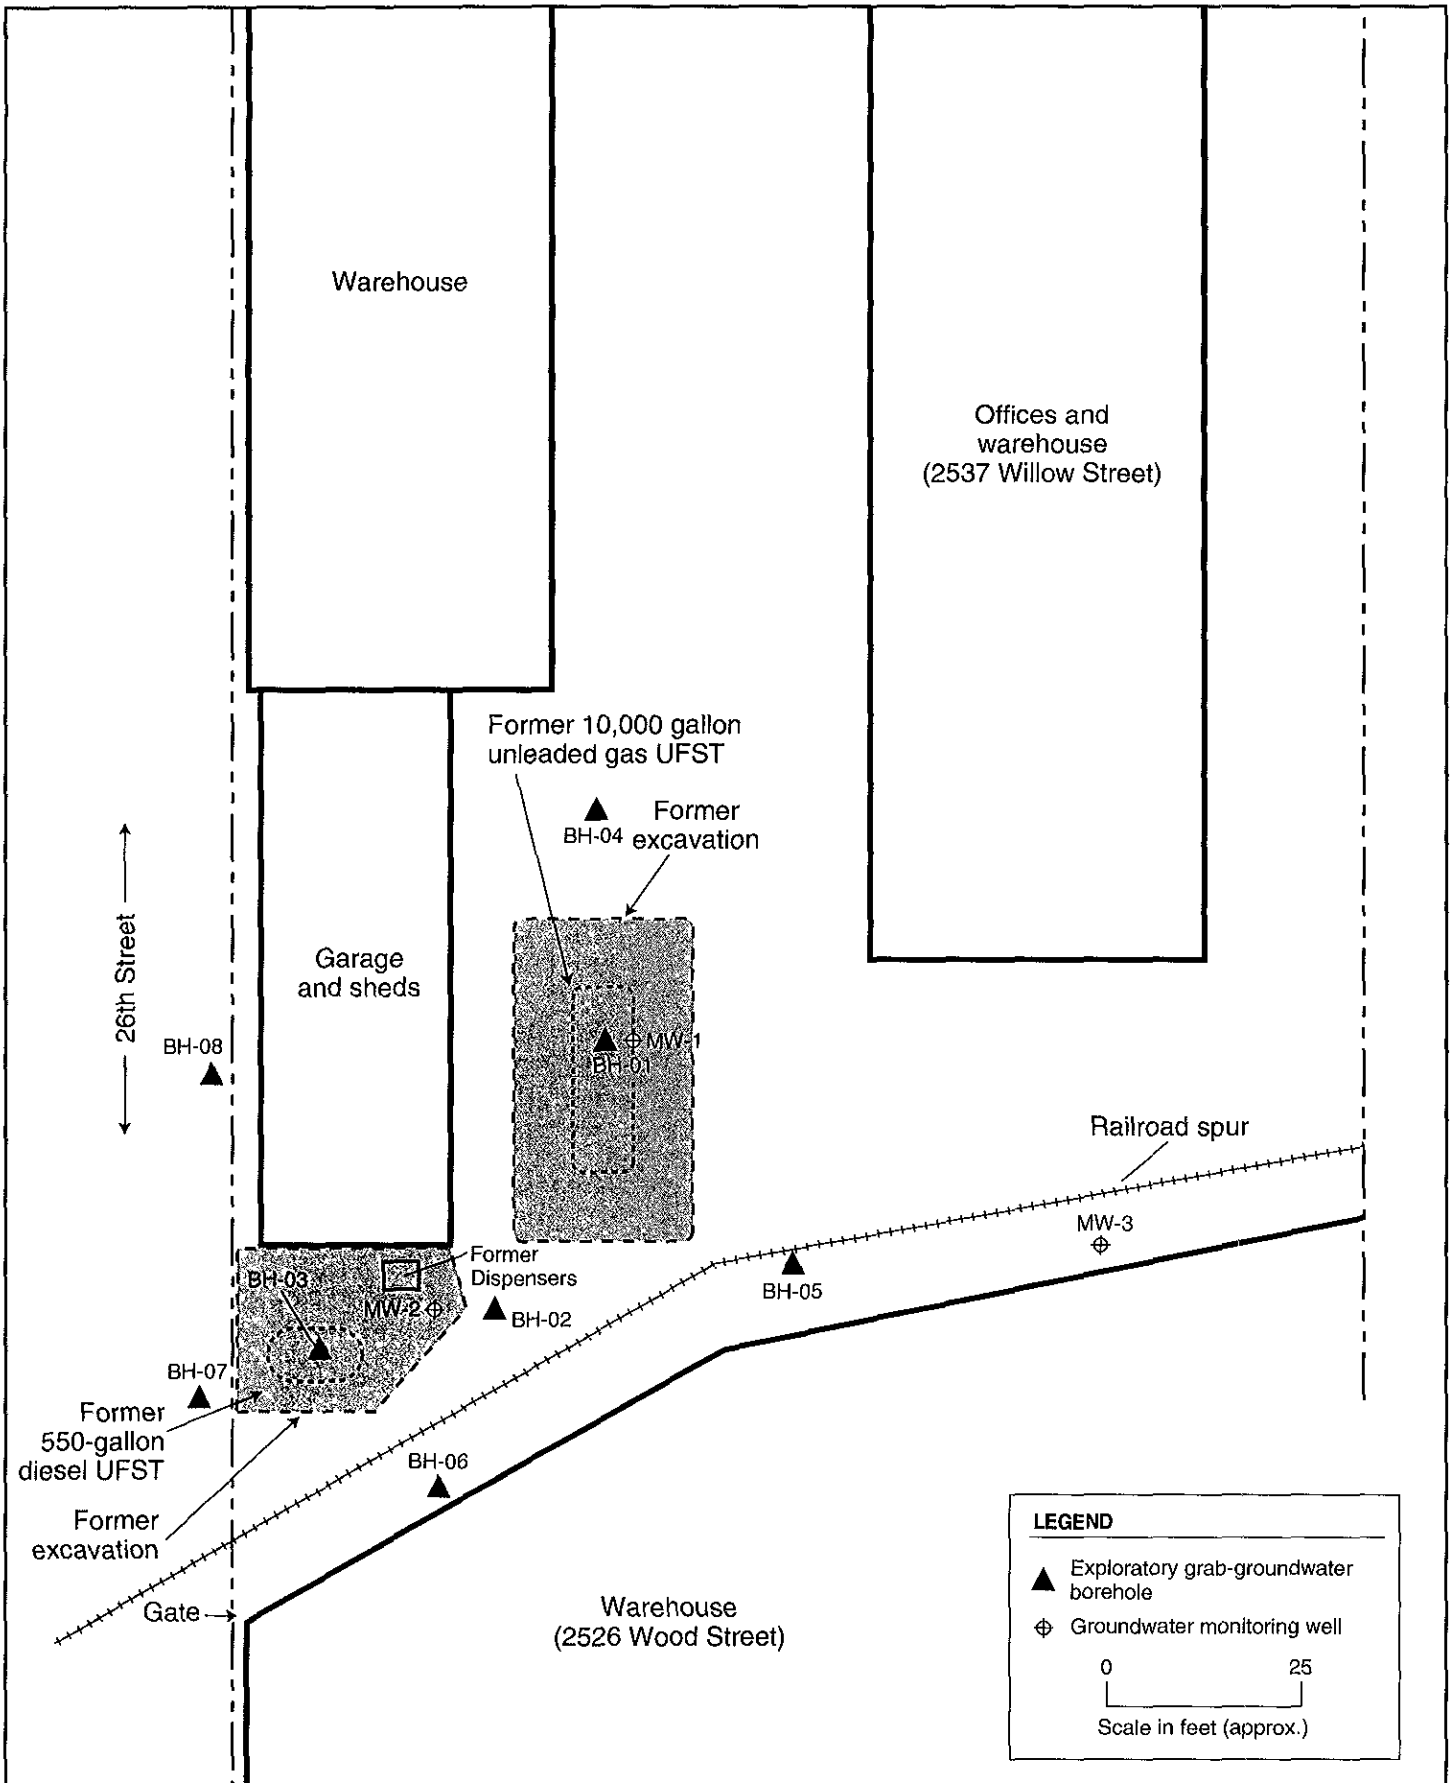 Warehouse
Offices and
warehouse
(2537 Willow Street)
Former 10,000 gallon
unleaded gas UFST
BH-04
Former
excavation
26th Street
Garage
and sheds
BH-08
MW-1
BH-01
Railroad spur
MW-3
Former
Dispensers
BH-03
MW-2
BH-02
BH-05
BH-07
Former
550-gallon
diesel UFST
BH-06
Former
excavation
Gate
Warehouse
(2526 Wood Street)
LEGEND
Exploratory grab-groundwater
borehole
Groundwater monitoring well
0 25
Scale in feet (approx.)